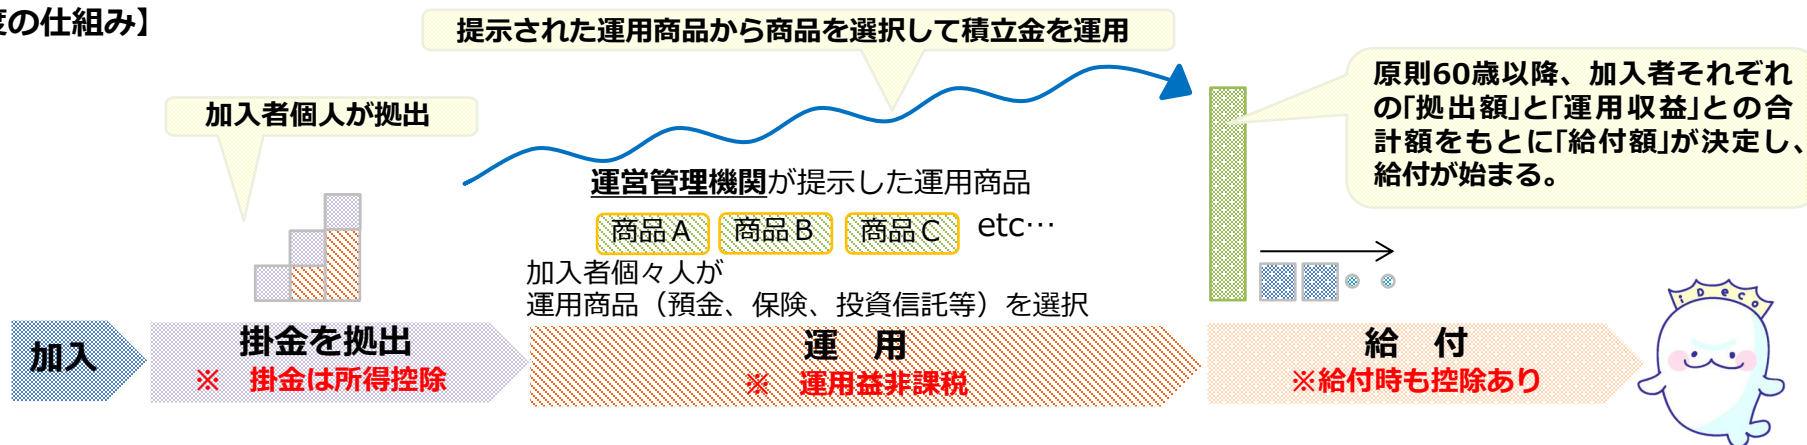 の仕組み】
提示された運用商品から商品を選択して積立金を運用
加入者個人が拠出
原則60歳以降、加入者それぞれ
の｢拠出額｣と｢運用収益｣との合
計額をもとに｢給付額｣が決定し、
給付が始まる。
運営管理機関が提示した運用商品
商品A 商品B 商品C etc…
加入者個々人が
運用商品（預金、保険、投資信託等）を選択
iDeCo
加入
掛金を拠出
※ 掛金は所得控除
運 用
※ 運用益非課税
給 付
※給付時も控除あり